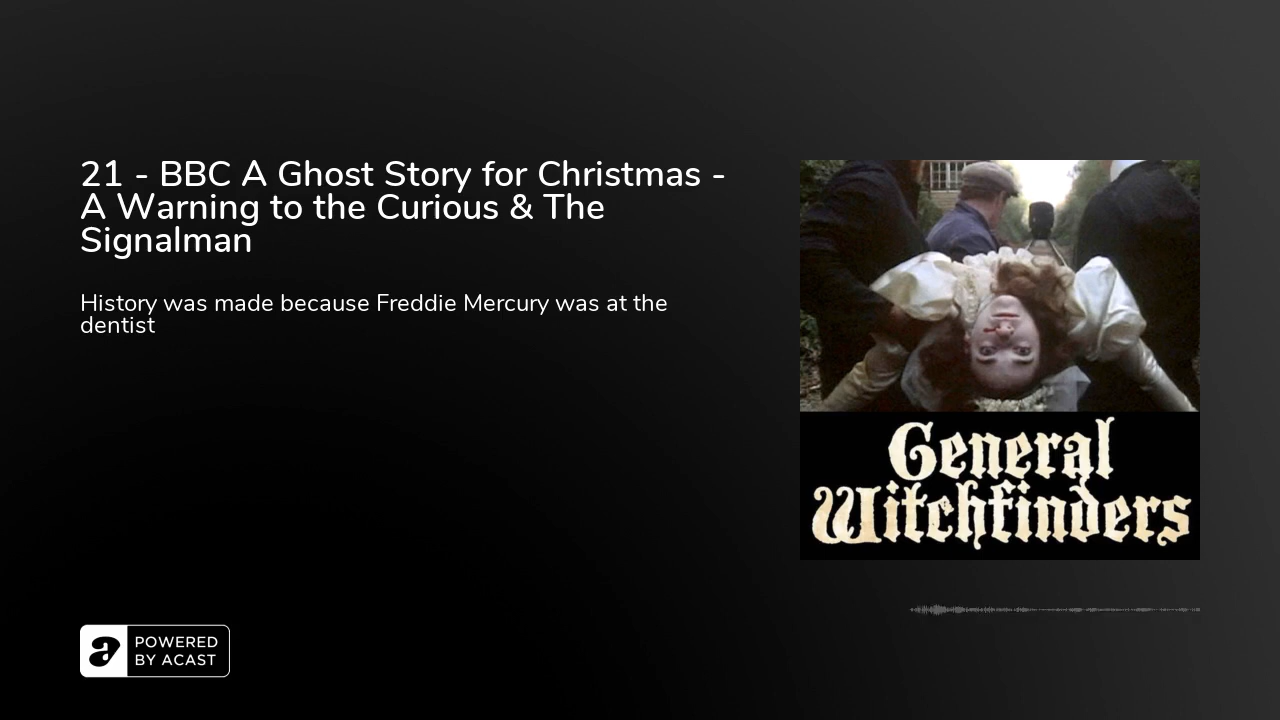 21 - BBC A Ghost Story for Christmas -
A Warning to the Curious & The
Signalman
History was made because Freddie Mercury was at the
dentist
General
Witchfinders
POWERED
BY ACAST